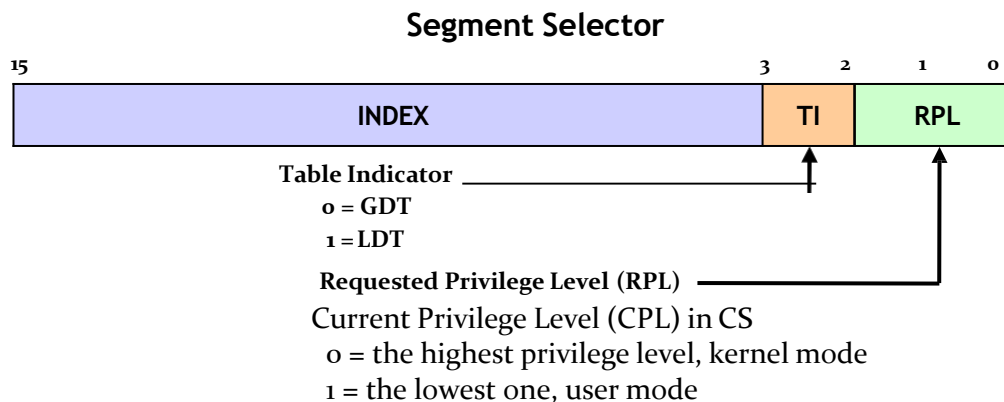 Segment Selector
15 3 2 1 0
INDEX TI RPL
Table Indicator
0 = GDT
1 = LDT
Requested Privilege Level (RPL)
Current Privilege Level (CPL) in CS
0 = the highest privilege level, kernel mode
1 = the lowest one, user mode